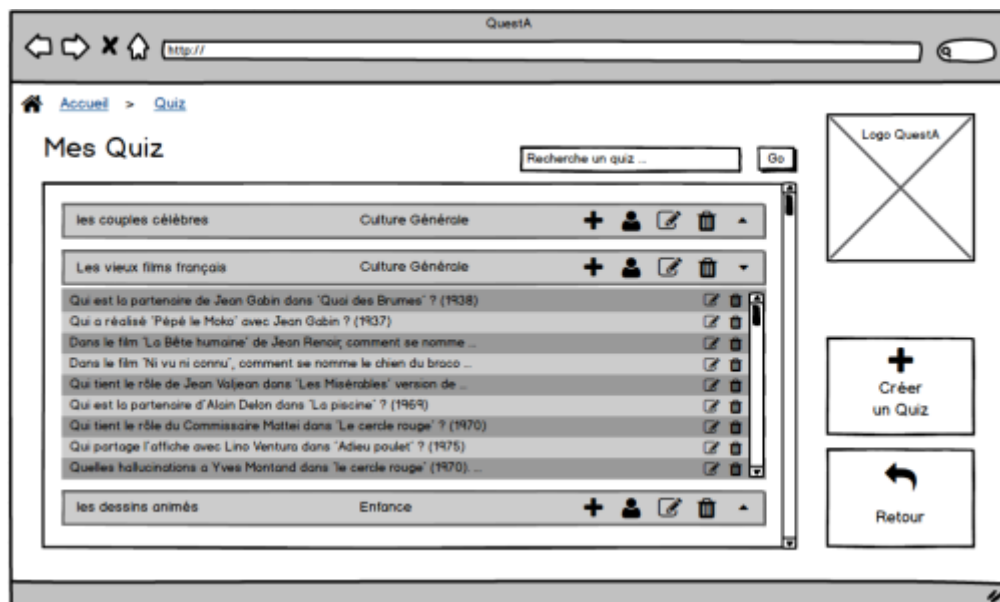 QuestA
http://
Accueil > Quiz
Mes Quiz
Recherche un quiz ...
Go
Logo QuestA
les couples célèbres Culture Générale
Les vieux films français Culture Générale
Qui est la partenaire de Jean Gabin dans "Quai des Brumes" ? (1938)
Qui a réalisé "Pépé le Moko" avec Jean Gabin ? (1937)
Dans le film "La Bête humaine" de Jean Renoir, comment se nomme ...
Dans le film "Ni vu ni connu", comment se nomme le chien du braco ...
Qui tient le rôle de Jean Valjean dans "Les Misérables" version de ...
Qui est la partenaire d'Alain Delon dans "La piscine" ? (1969)
Qui tient le rôle du Commissaire Mattei dans "Le cercle rouge" ? (1970)
Qui partage l'affiche avec Lino Ventura dans "Adieu poulet" ? (1975)
Quelles hallucinations a Yves Montand dans "le cercle rouge" (1970). ...
les dessins animés Enfance
Créer
un Quiz
Retour